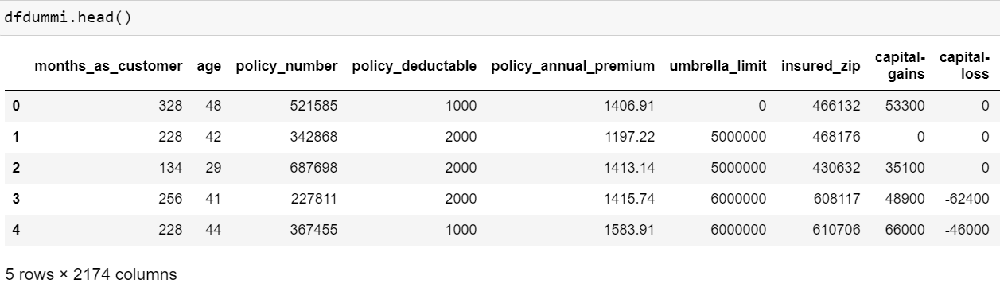 dfdummi.head()
months_as_customer age policy_number policy_deductable policy_annual_premium umbrella_limit insured_zip capital-gains capital-loss
0 328 48 521585 1000 1406.91 0 466132 53300 0
1 228 42 342868 2000 1197.22 5000000 468176 0 0
2 134 29 687698 2000 1413.14 5000000 430632 35100 0
3 256 41 227811 2000 1415.74 6000000 608117 48900 -62400
4 228 44 367455 1000 1583.91 6000000 610706 66000 -46000
5 rows × 2174 columns